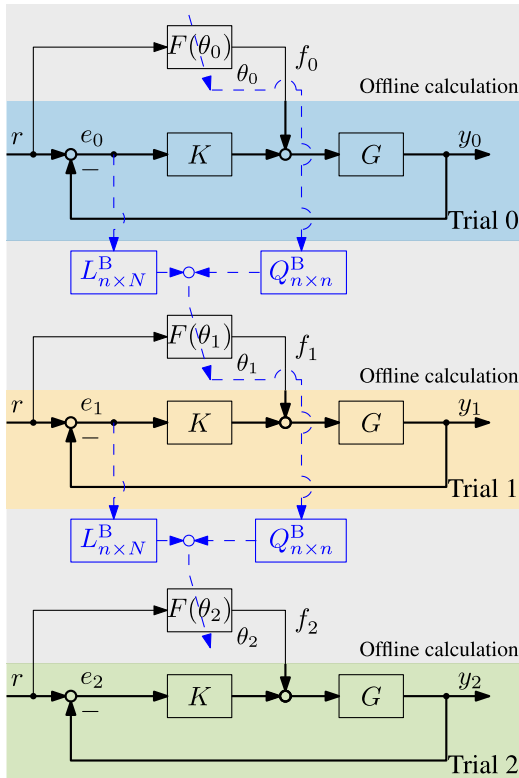 F(θ₀)
f₀
θ₀
Offline calculation
r
e₀
K
G
y₀
−
Trial 0
L^B_{n×N}
Q^B_{n×n}
F(θ₁)
f₁
θ₁
Offline calculation
r
e₁
K
G
y₁
−
Trial 1
L^B_{n×N}
Q^B_{n×n}
F(θ₂)
f₂
θ₂
Offline calculation
r
e₂
K
G
y₂
−
Trial 2